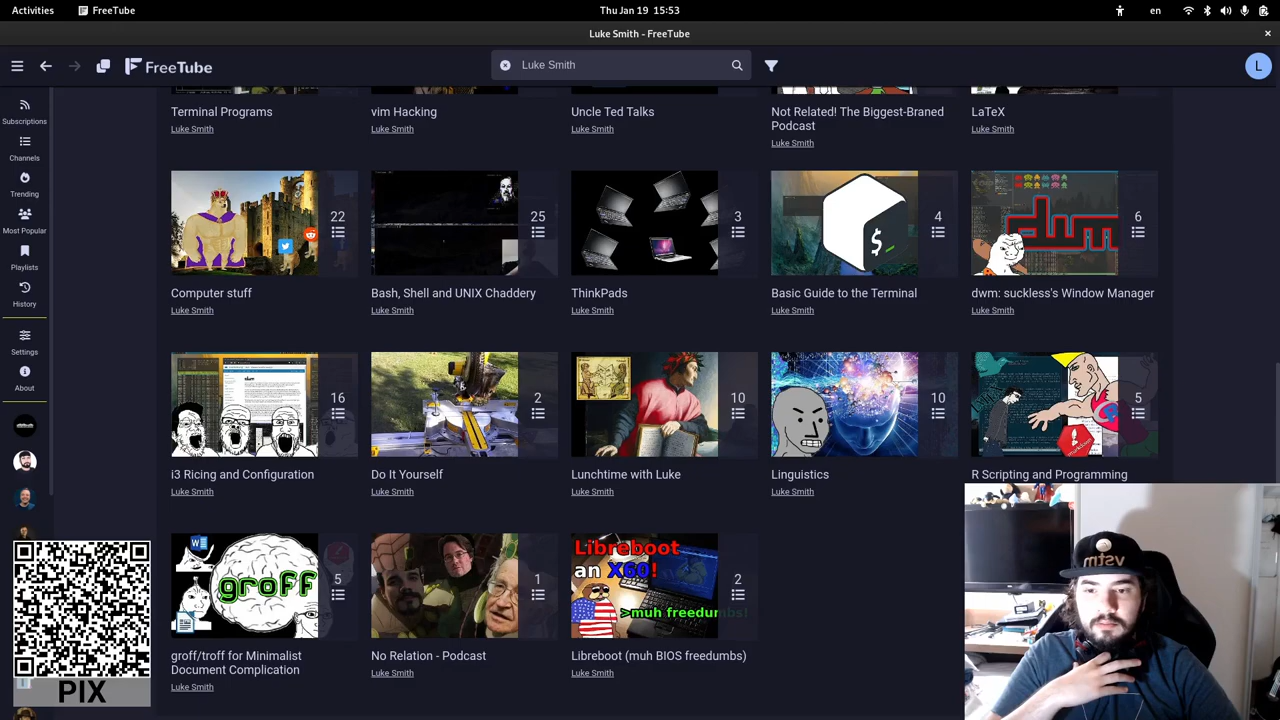 Activities
FreeTube
Thu Jan 19 15:53
en
Luke Smith - FreeTube
FreeTube
Luke Smith
L
Subscriptions
Channels
Trending
Most Popular
Playlists
History
Settings
About
Terminal Programs
Luke Smith
vim Hacking
Luke Smith
Uncle Ted Talks
Luke Smith
Not Related! The Biggest-Braned
Podcast
Luke Smith
LaTeX
Luke Smith
22
Computer stuff
Luke Smith
25
Bash, Shell and UNIX Chaddery
Luke Smith
3
ThinkPads
Luke Smith
$
4
Basic Guide to the Terminal
Luke Smith
dwm
6
dwm: suckless's Window Manager
Luke Smith
16
i3 Ricing and Configuration
Luke Smith
2
Do It Yourself
Luke Smith
10
Lunchtime with Luke
Luke Smith
10
Linguistics
Luke Smith
5
R Scripting and Programming
W
groff
5
groff/troff for Minimalist
Document Complication
Luke Smith
1
No Relation - Podcast
Luke Smith
Libreboot
an X60!
>muh freedumbs!
2
Libreboot (muh BIOS freedumbs)
Luke Smith
PIX